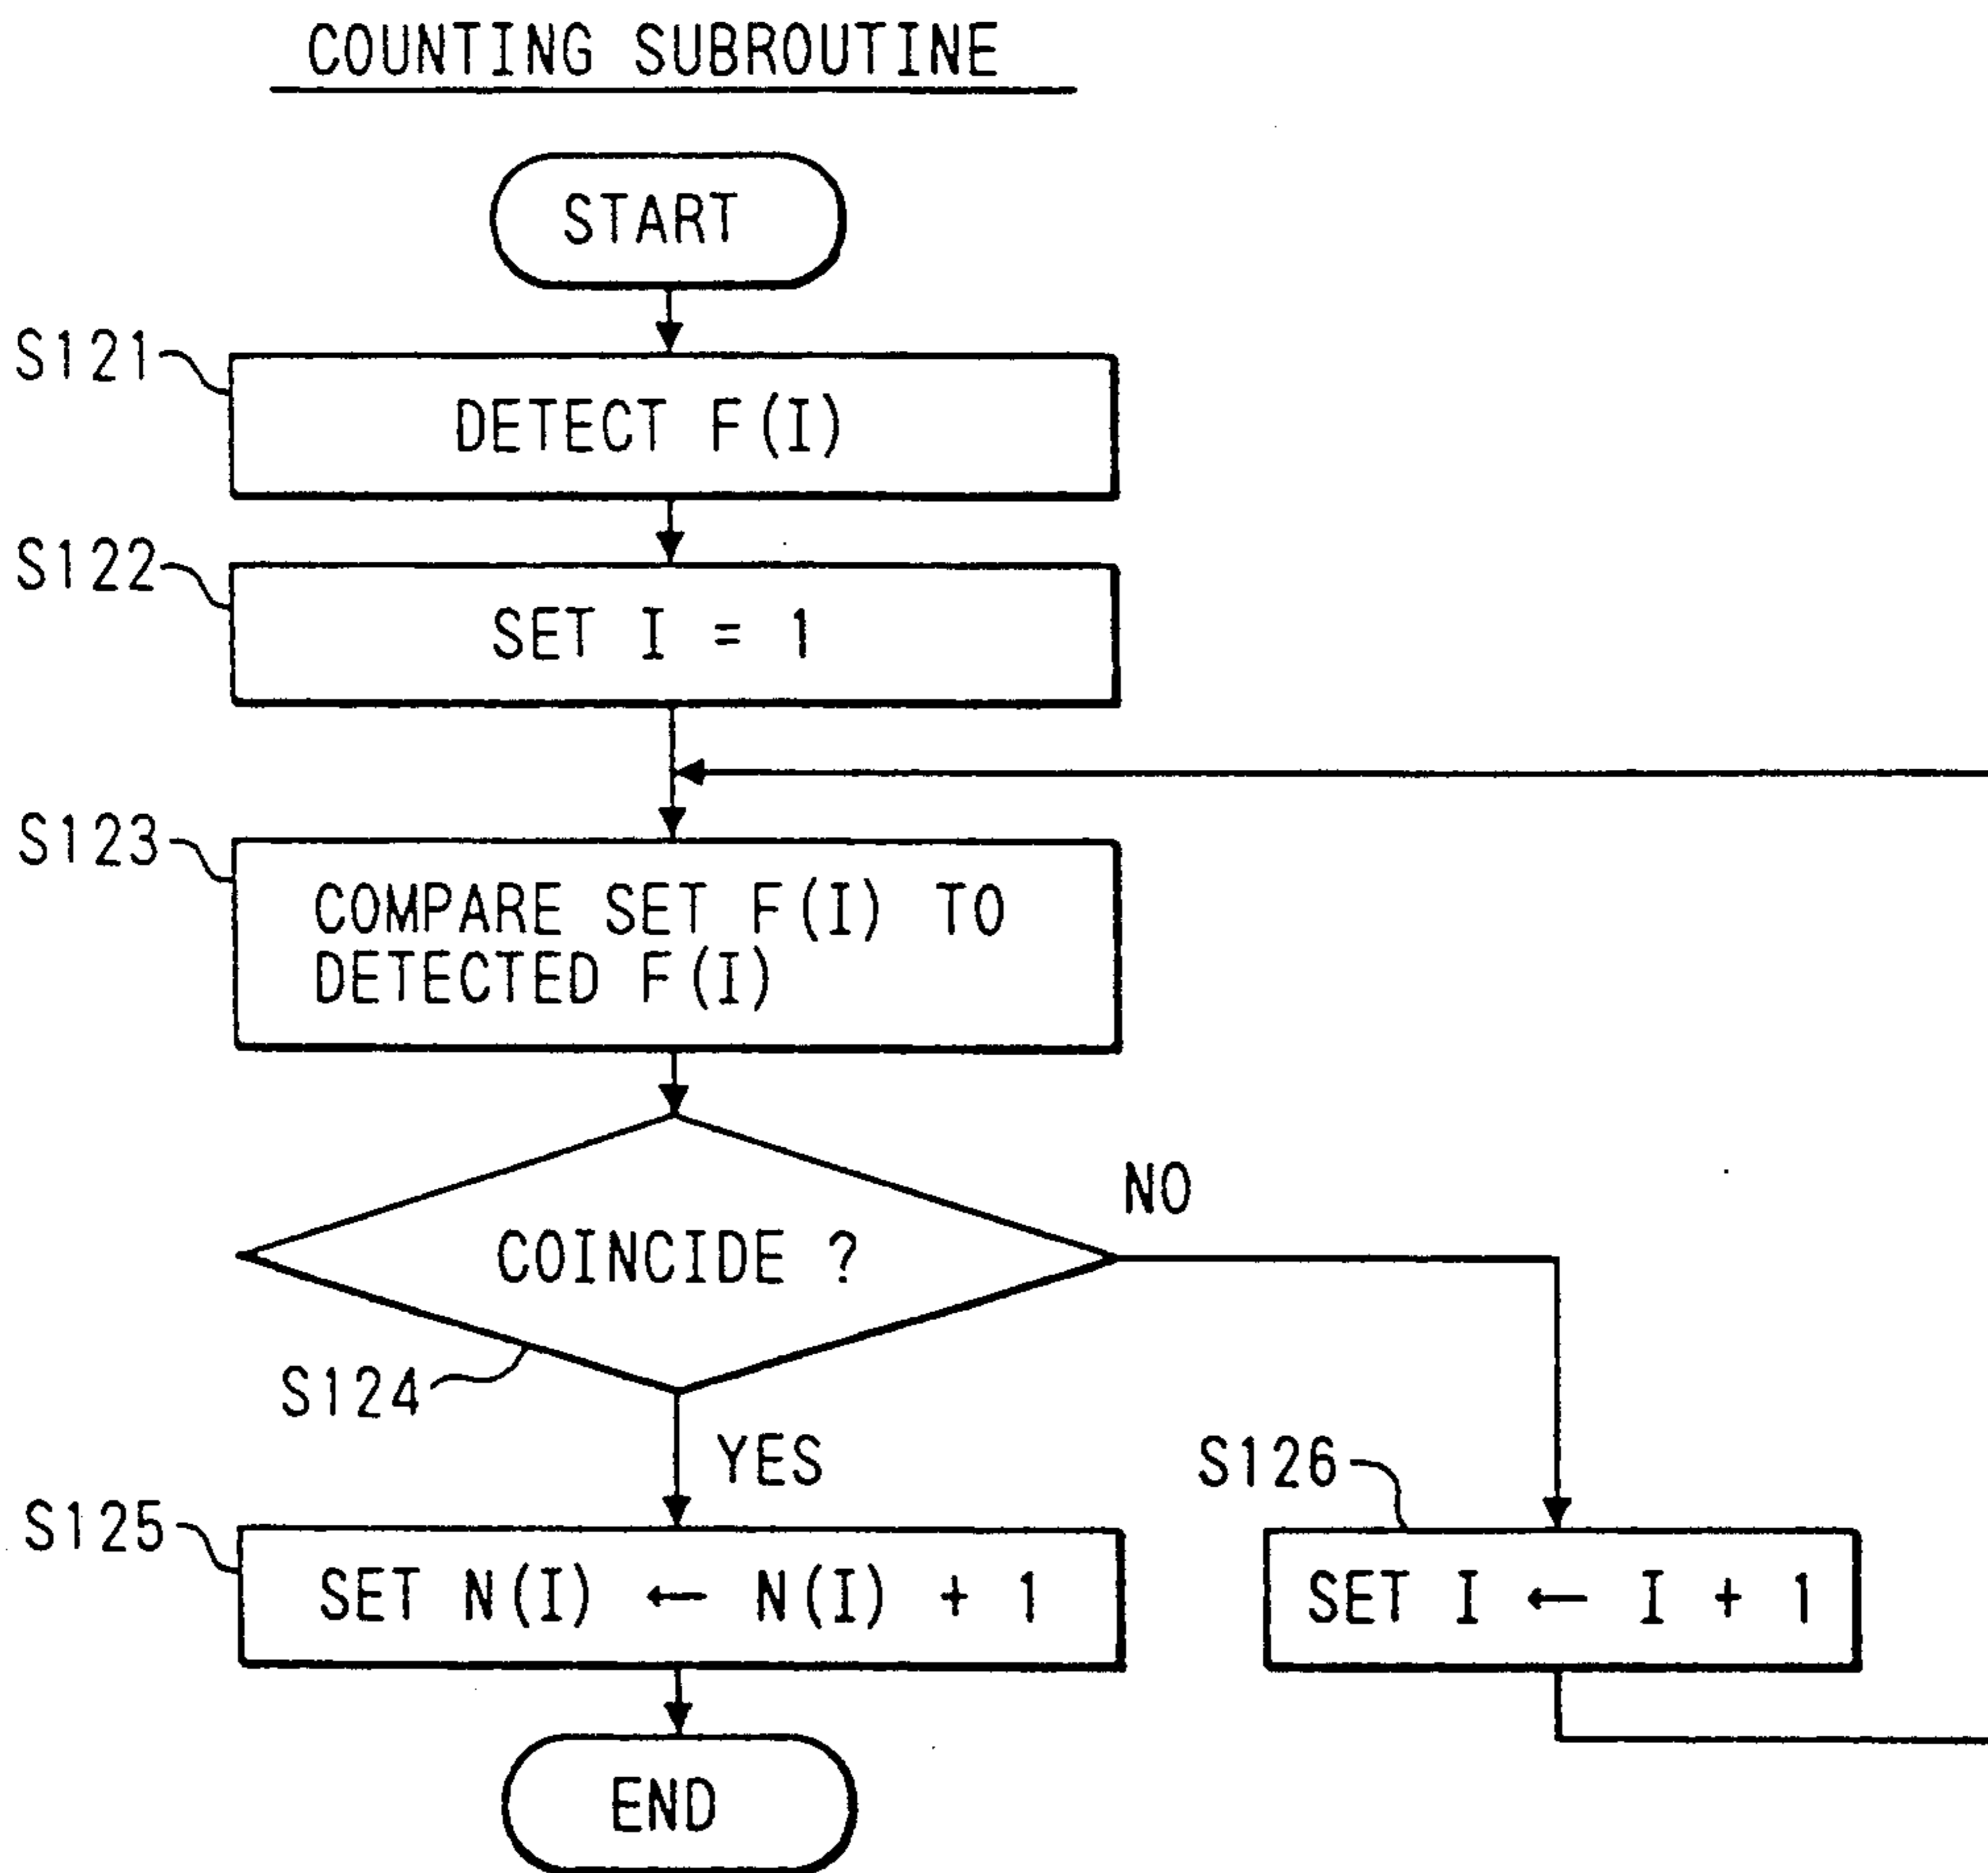 COUNTING SUBROUTINE
START
S121
DETECT F(I)
S122
SET I = 1
S123
COMPARE SET F(I) TO
DETECTED F(I)
COINCIDE ?
NO
S124
YES
S125
SET N(I) ← N(I) + 1
S126
SET I ← I + 1
END